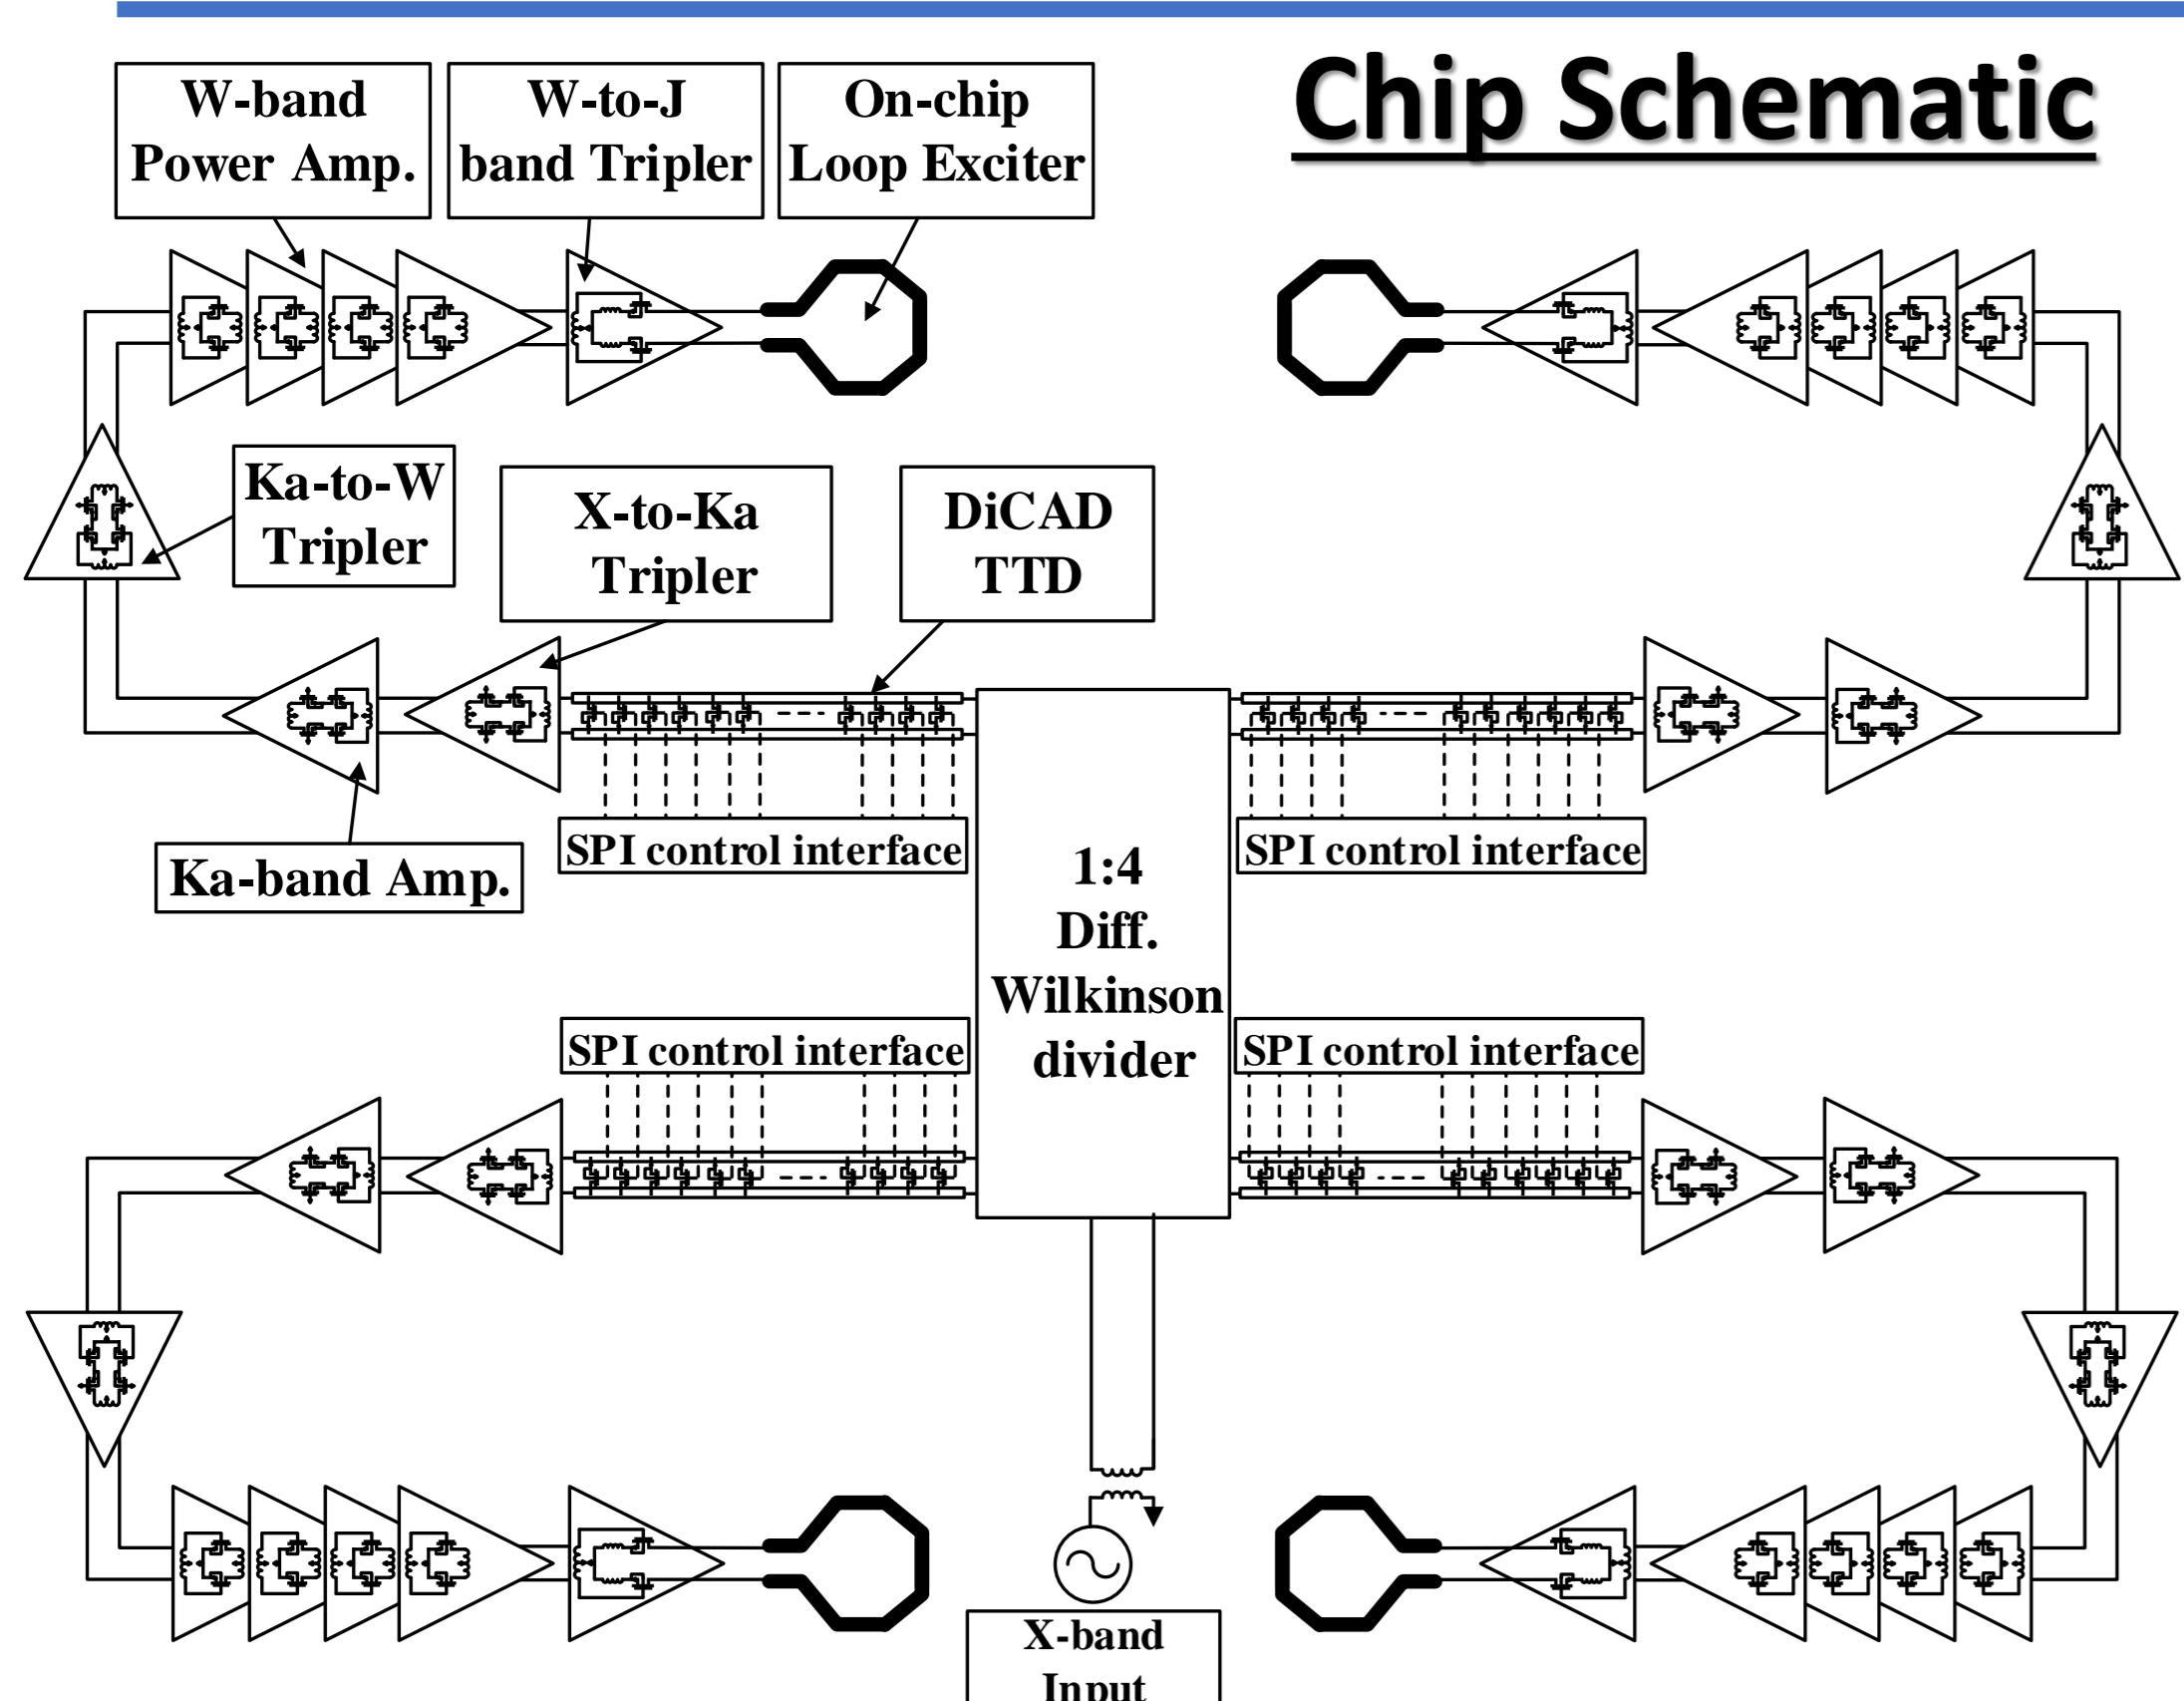 Chip Schematic
W-band
Power Amp.
W-to-J
band Tripler
On-chip
Loop Exciter
Ka-to-W
Tripler
X-to-Ka
Tripler
DiCAD
TTD
Ka-band Amp.
SPI control interface
SPI control interface
1:4
Diff.
Wilkinson
divider
SPI control interface
SPI control interface
X-band
Input